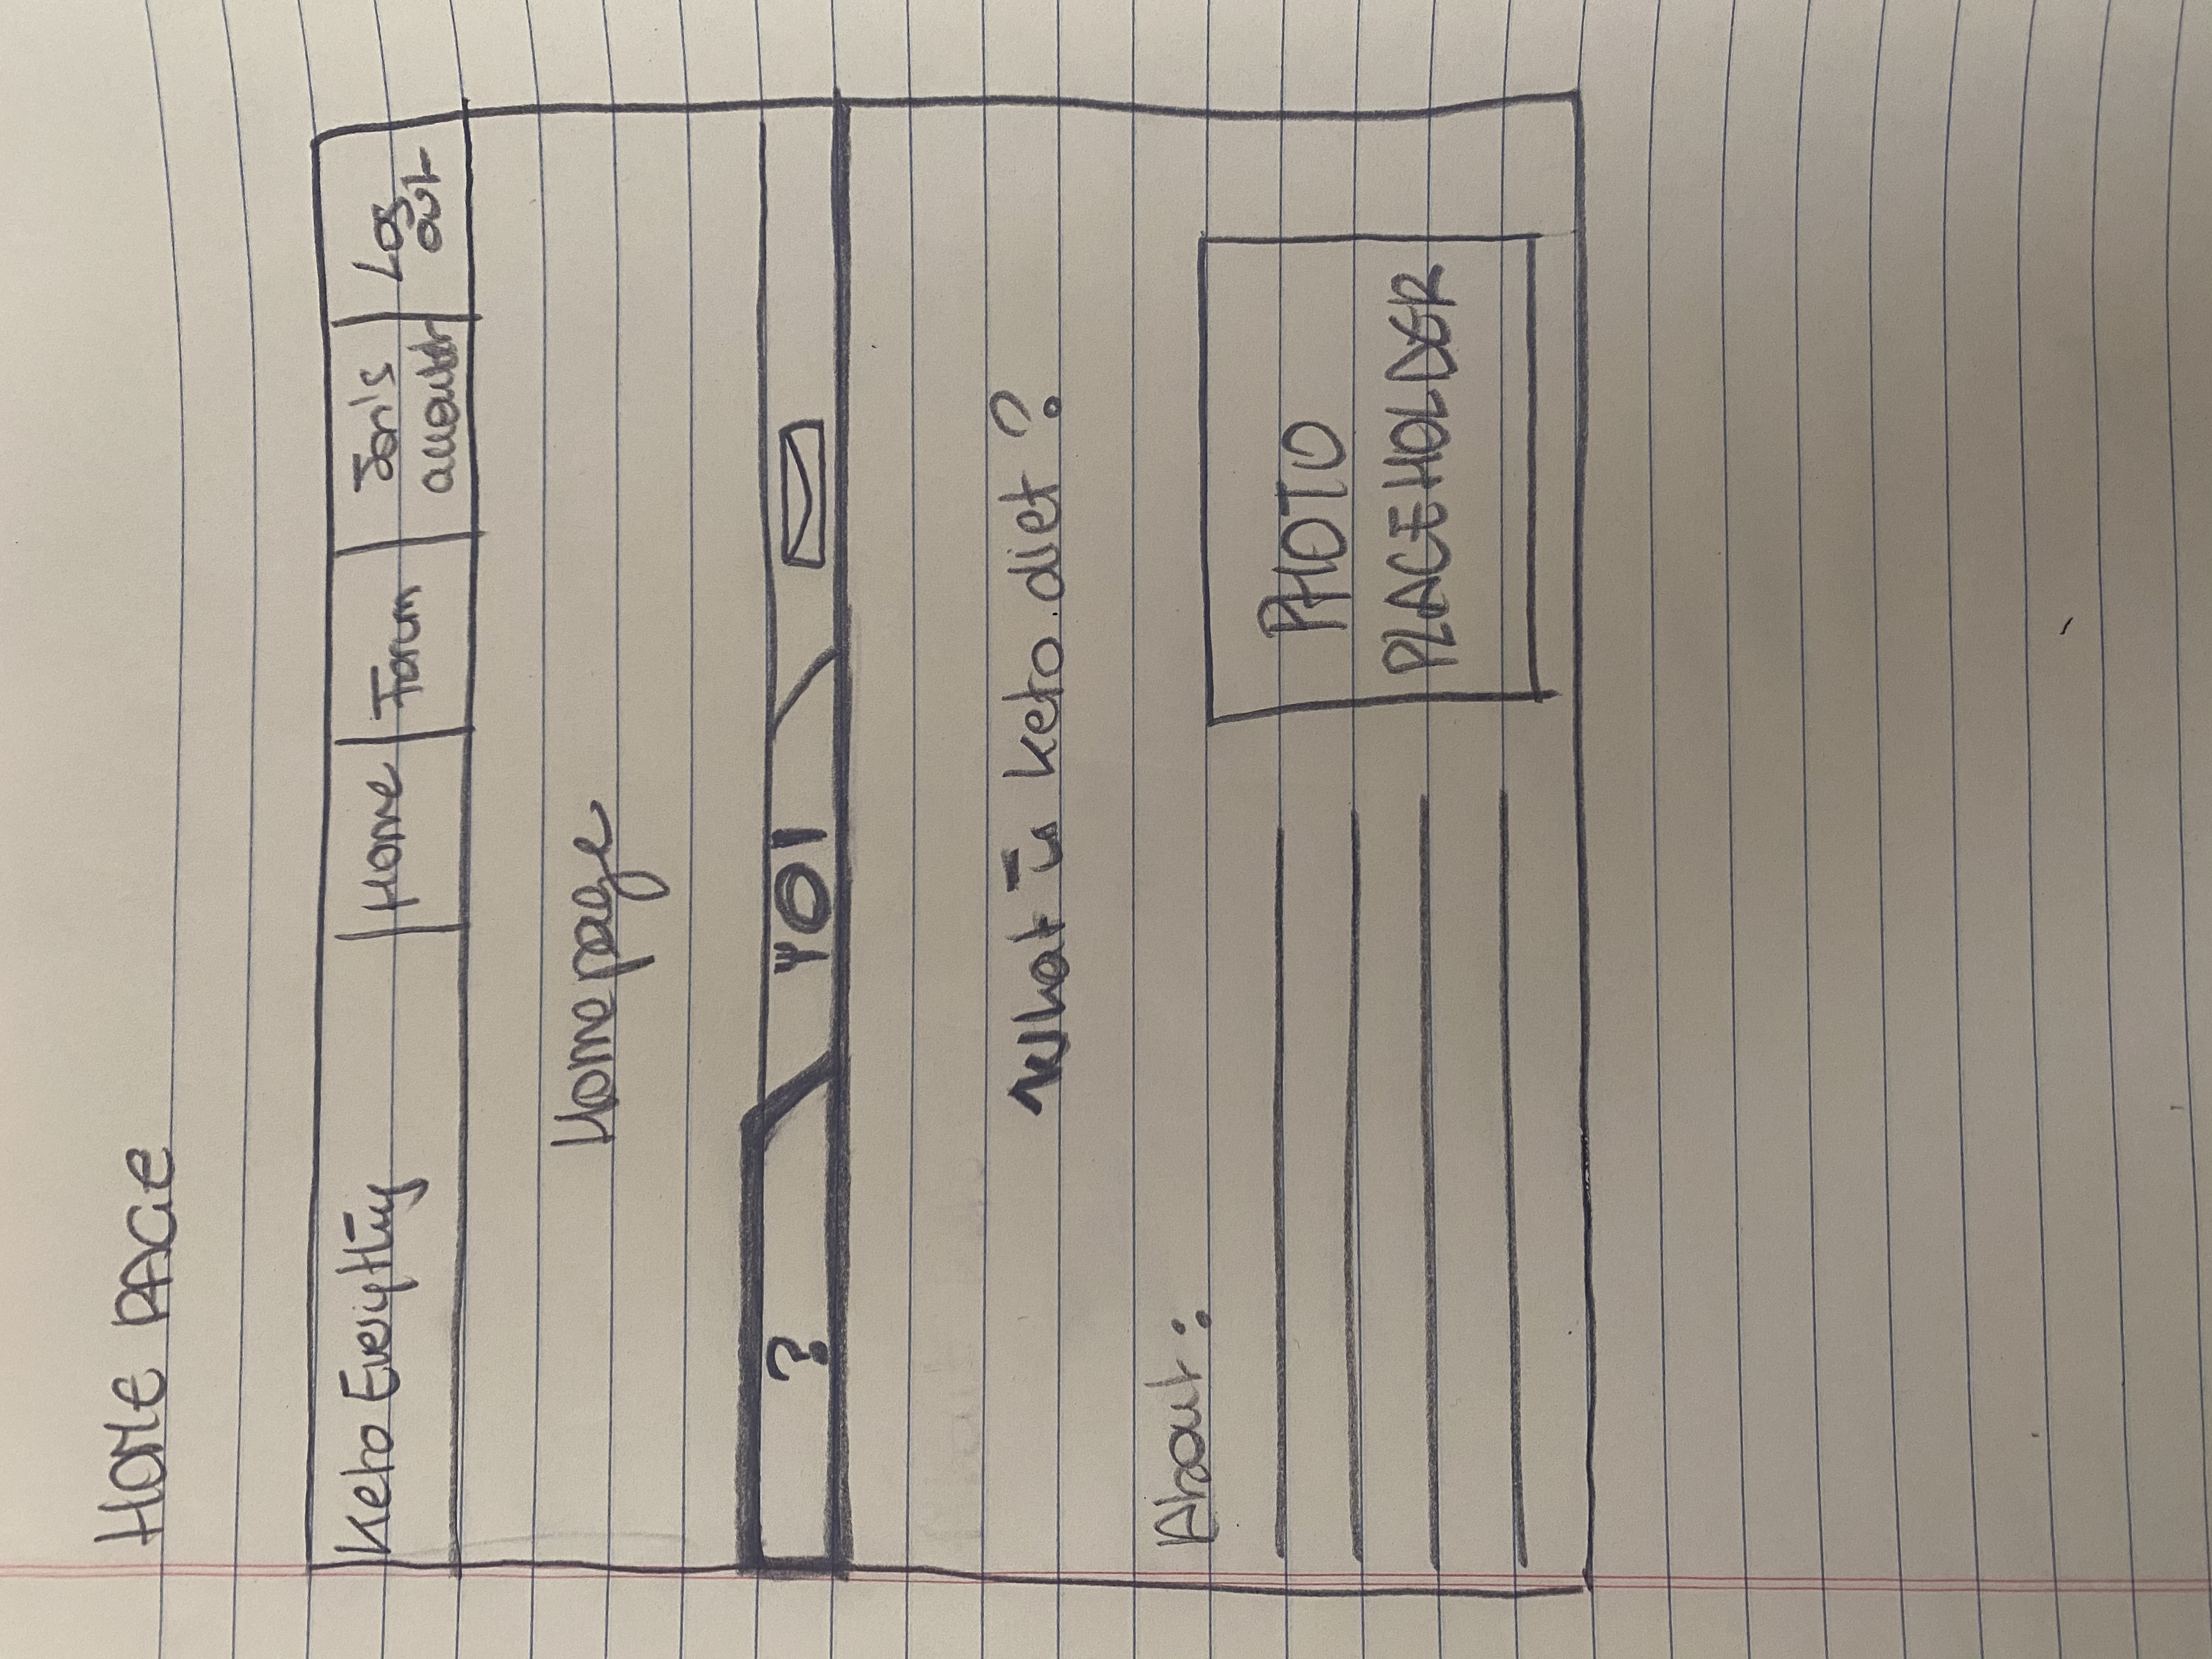 HOME PAGE
Keto Everything
Home
Forum
Jon's
account
Log
out
Homepage
?
What is keto diet?
About:
PHOTO
PLACEHOLDER